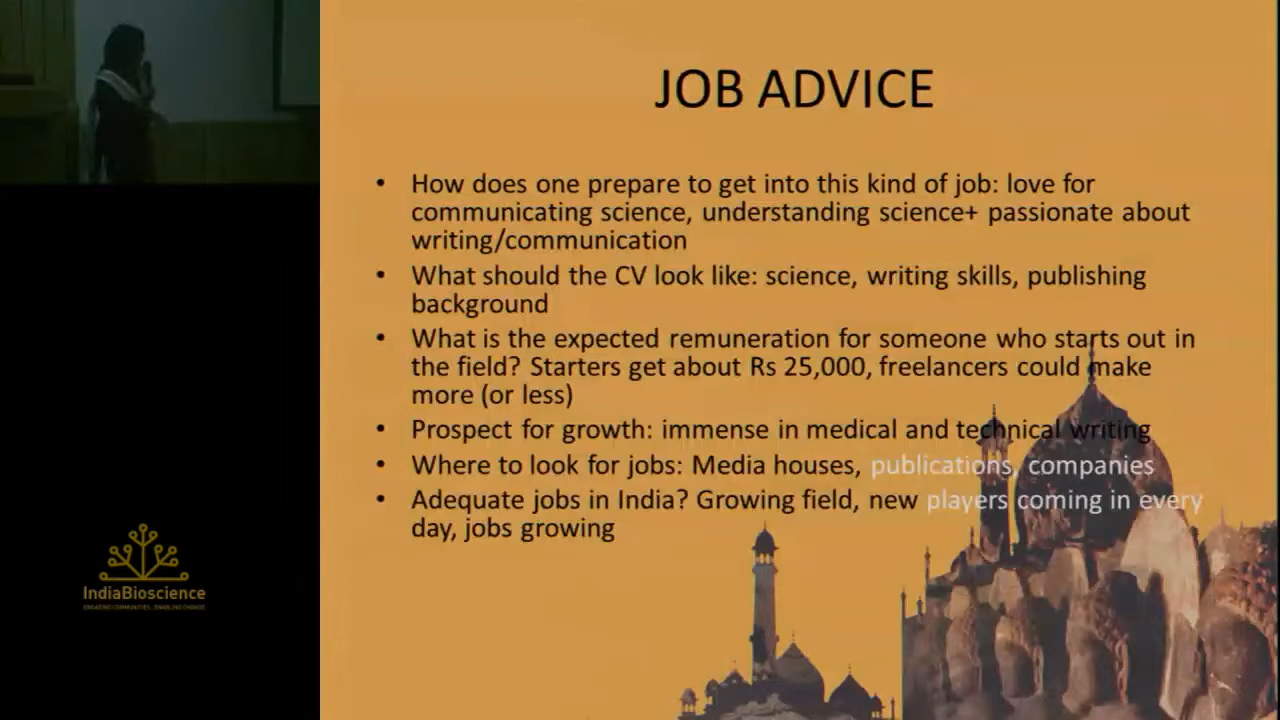 JOB ADVICE
• How does one prepare to get into this kind of job: love for
communicating science, understanding science+ passionate about
writing/communication
• What should the CV look like: science, writing skills, publishing
background
• What is the expected remuneration for someone who starts out in
the field? Starters get about Rs 25,000, freelancers could make
more (or less)
• Prospect for growth: immense in medical and technical writing
• Where to look for jobs: Media houses, publications, companies
• Adequate jobs in India? Growing field, new players coming in every
day, jobs growing
IndiaBioscience
ENGAGING COMMUNITIES . ENABLING CHANGE